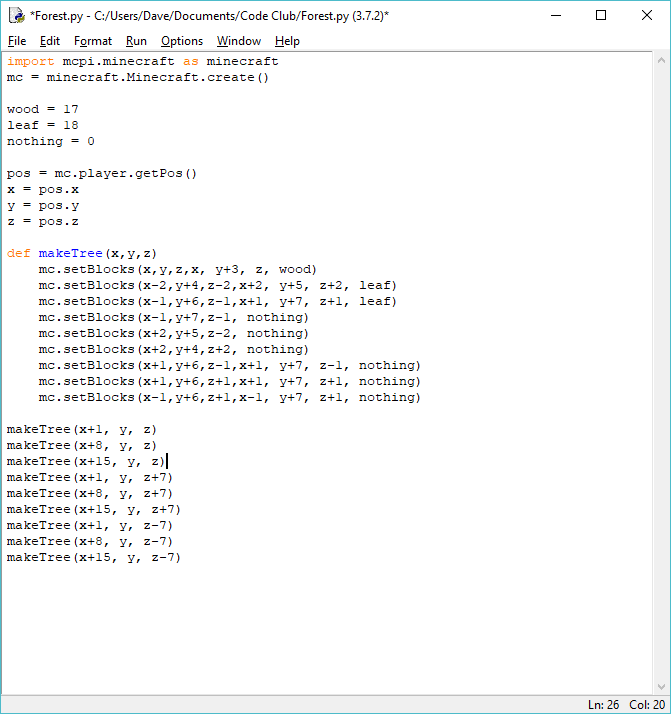 *Forest.py - C:/Users/Dave/Documents/Code Club/Forest.py (3.7.2)*
File Edit Format Run Options Window Help
import mcpi.minecraft as minecraft
mc = minecraft.Minecraft.create()

wood = 17
leaf = 18
nothing = 0

pos = mc.player.getPos()
x = pos.x
y = pos.y
z = pos.z

def makeTree(x,y,z)
    mc.setBlocks(x,y,z,x, y+3, z, wood)
    mc.setBlocks(x-2,y+4,z-2,x+2, y+5, z+2, leaf)
    mc.setBlocks(x-1,y+6,z-1,x+1, y+7, z+1, leaf)
    mc.setBlocks(x-1,y+7,z-1, nothing)
    mc.setBlocks(x+2,y+5,z-2, nothing)
    mc.setBlocks(x+2,y+4,z+2, nothing)
    mc.setBlocks(x+1,y+6,z-1,x+1, y+7, z-1, nothing)
    mc.setBlocks(x+1,y+6,z+1,x+1, y+7, z+1, nothing)
    mc.setBlocks(x-1,y+6,z+1,x-1, y+7, z+1, nothing)

makeTree(x+1, y, z)
makeTree(x+8, y, z)
makeTree(x+15, y, z)
makeTree(x+1, y, z+7)
makeTree(x+8, y, z+7)
makeTree(x+15, y, z+7)
makeTree(x+1, y, z-7)
makeTree(x+8, y, z-7)
makeTree(x+15, y, z-7)
Ln: 26 Col: 20